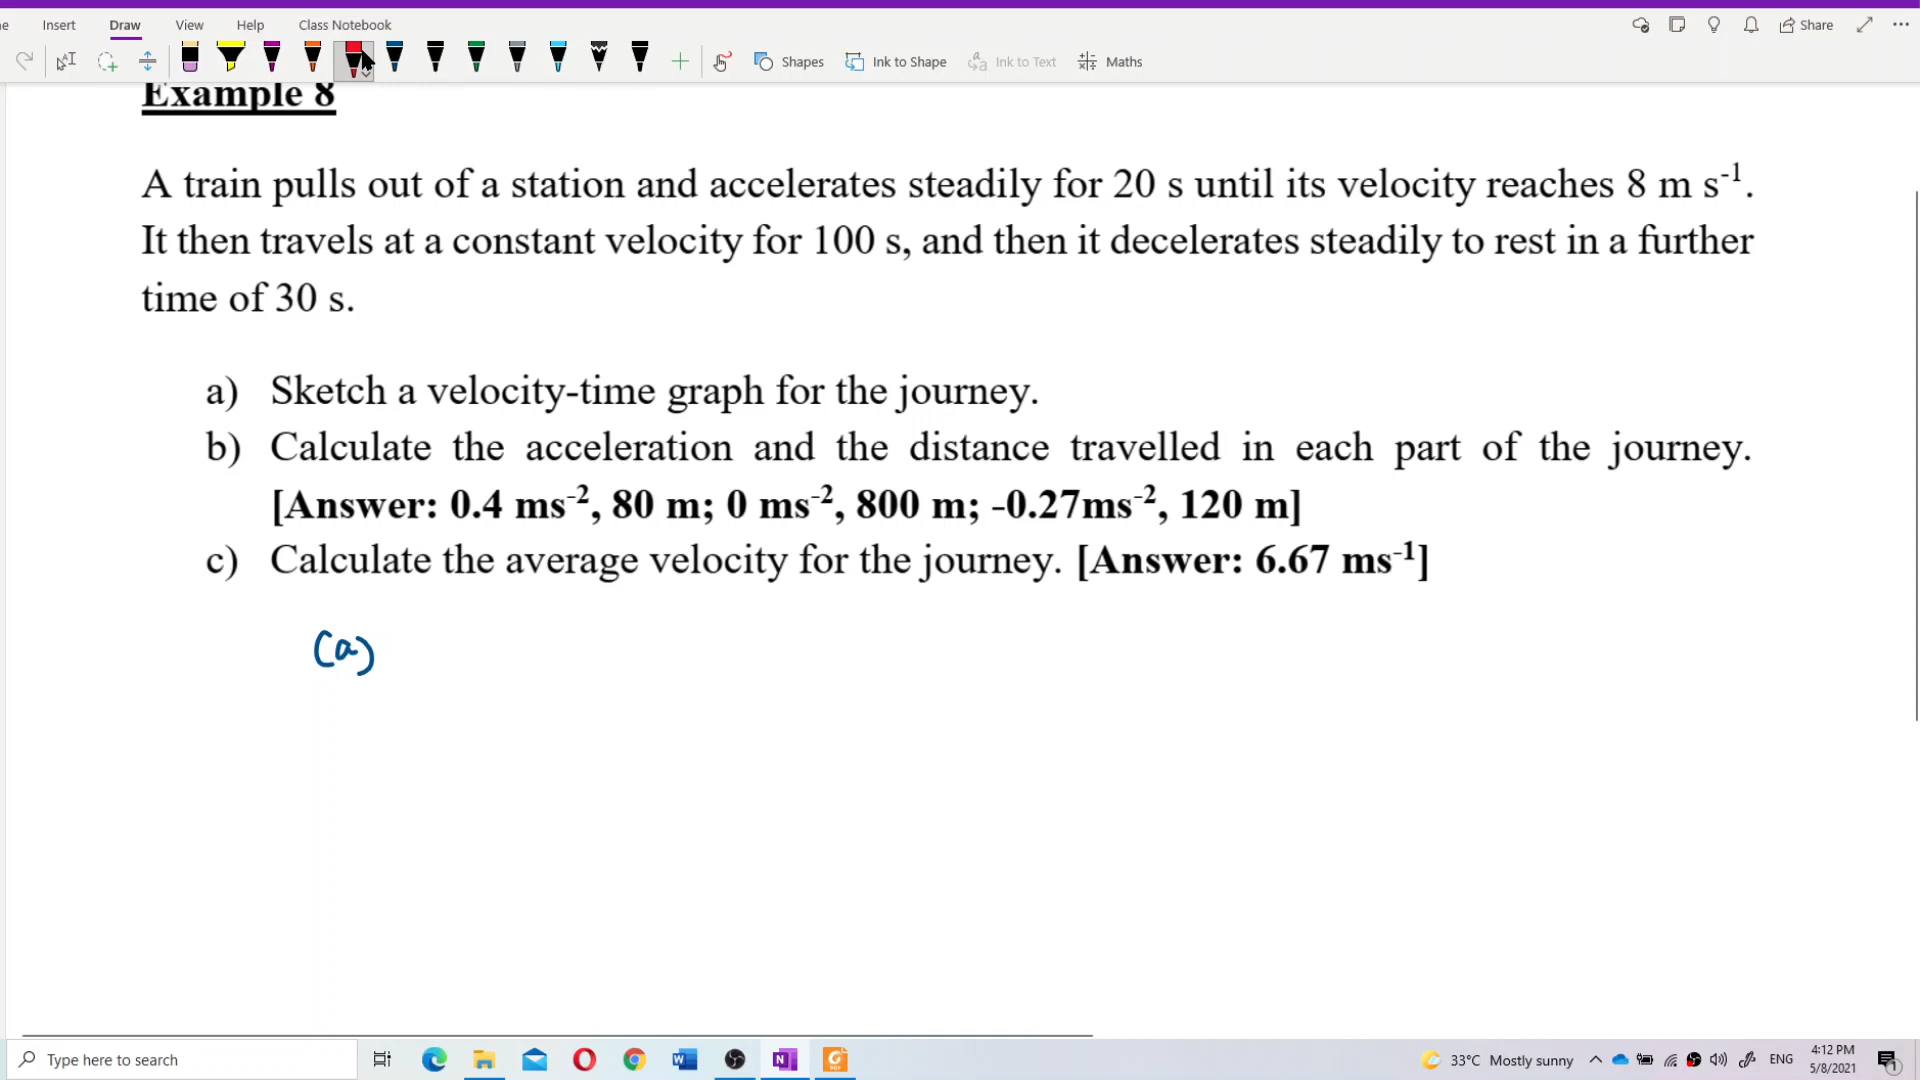 Insert Draw View Help Class Notebook Share
Shapes Ink to Shape Ink to Text Maths
Example 8
A train pulls out of a station and accelerates steadily for 20 s until its velocity reaches 8 m s⁻¹.
It then travels at a constant velocity for 100 s, and then it decelerates steadily to rest in a further
time of 30 s.
a) Sketch a velocity-time graph for the journey.
b) Calculate the acceleration and the distance travelled in each part of the journey.
[Answer: 0.4 ms⁻², 80 m; 0 ms⁻², 800 m; -0.27ms⁻², 120 m]
c) Calculate the average velocity for the journey. [Answer: 6.67 ms⁻¹]
(a)
Type here to search 33°C Mostly sunny ENG 4:12 PM
5/8/2021